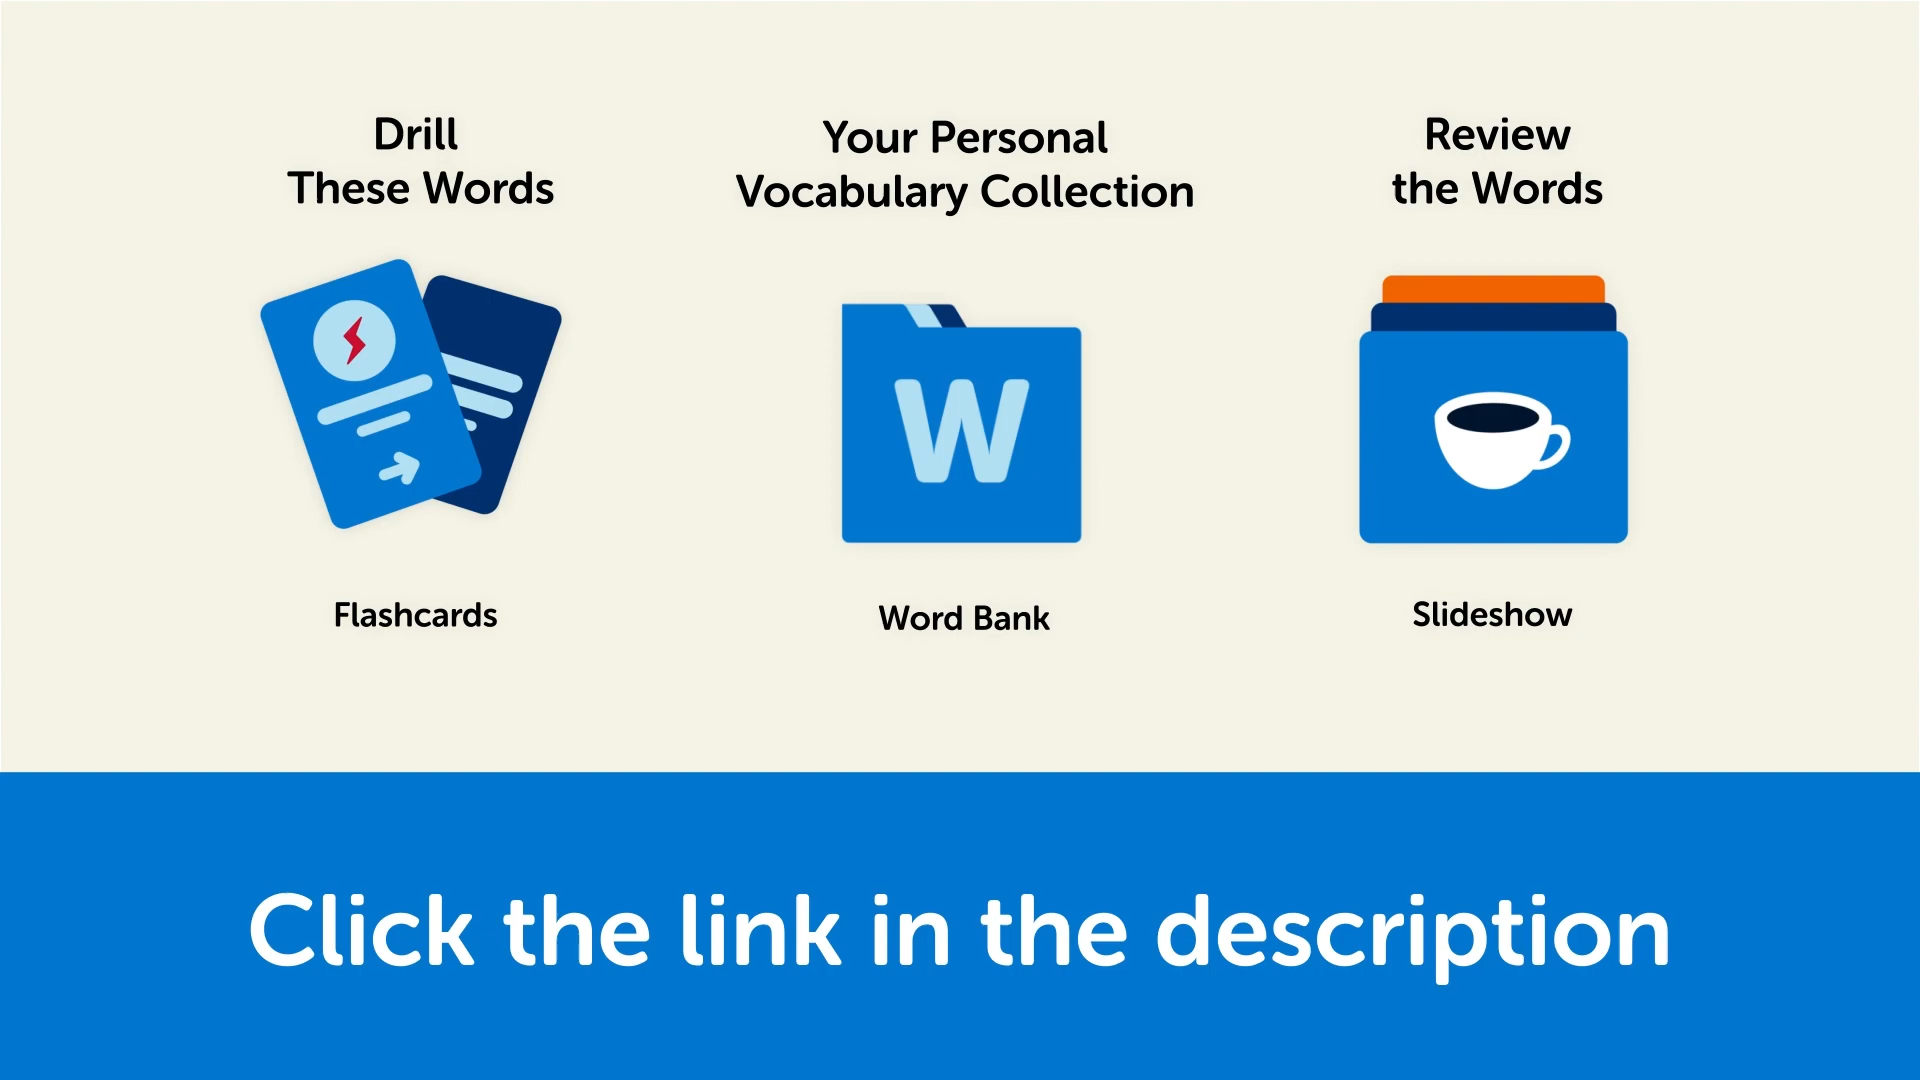 Drill
These Words
Your Personal
Vocabulary Collection
Review
the Words
W
Flashcards
Word Bank
Slideshow
Click the link in the description